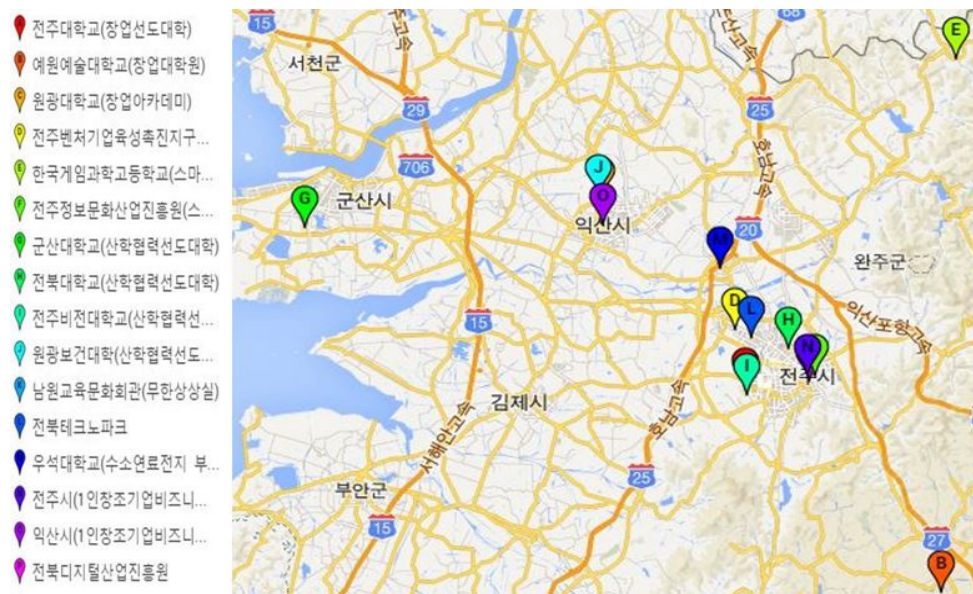 A 전주대학교(창업선도대학)
B 예원예술대학교(창업대학원)
C 원광대학교(창업아카데미)
D 전주벤처기업육성촉진지구...
E 한국게임과학고등학교(스마...
F 전주정보문화산업진흥원(스...
G 군산대학교(산학협력선도대학)
H 전북대학교(산학협력선도대학)
I 전주비전대학교(산학협력선...
J 원광보건대학(산학협력선도...
K 남원교육문화회관(무한상상실)
L 전북테크노파크
M 우석대학교(수소연료전지 부...
N 전주시(1인창조기업비즈니...
O 익산시(1인창조기업비즈니...
P 전북디지털산업진흥원
15
68
E
서천군
29
25
호남고속
706
J
G
군산시
O
익산시
M
20
완주군
D
L
15
H
익산포항고속
N
I
전주시
김제시
호남고속
서해안고속
25
부안군
15
27
B